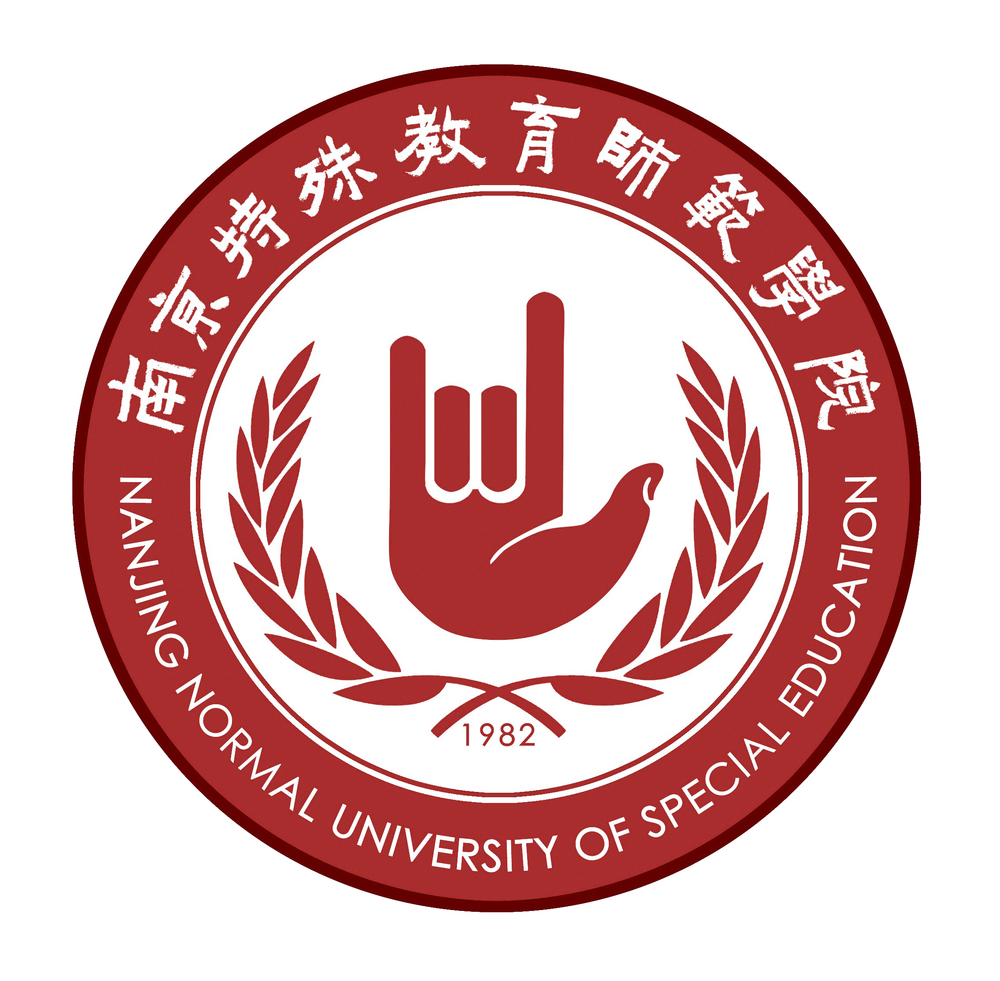 南京特殊教育師範學院
NANJING NORMAL UNIVERSITY OF SPECIAL EDUCATION
1982